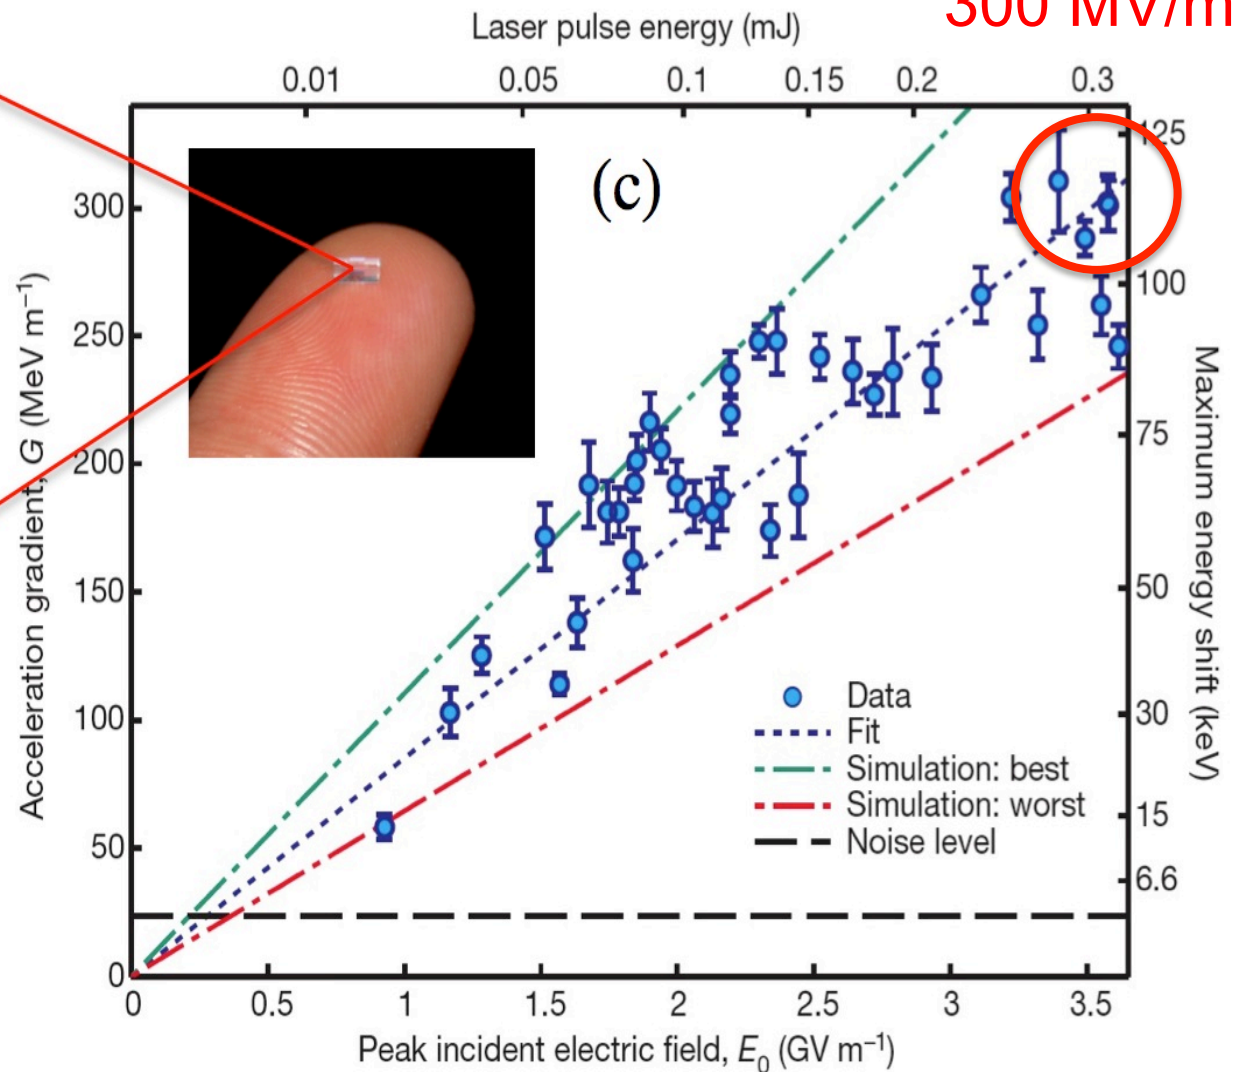 300 MV/m
Laser pulse energy (mJ)
0.01 0.05 0.1 0.15 0.2 0.3
(c)
Acceleration gradient, G (MeV m⁻¹)
300
250
200
150
100
50
0
125
100
75
50
30
15
6.6
Maximum energy shift (keV)
Data
Fit
Simulation: best
Simulation: worst
Noise level
0 0.5 1 1.5 2 2.5 3 3.5
Peak incident electric field, E₀ (GV m⁻¹)